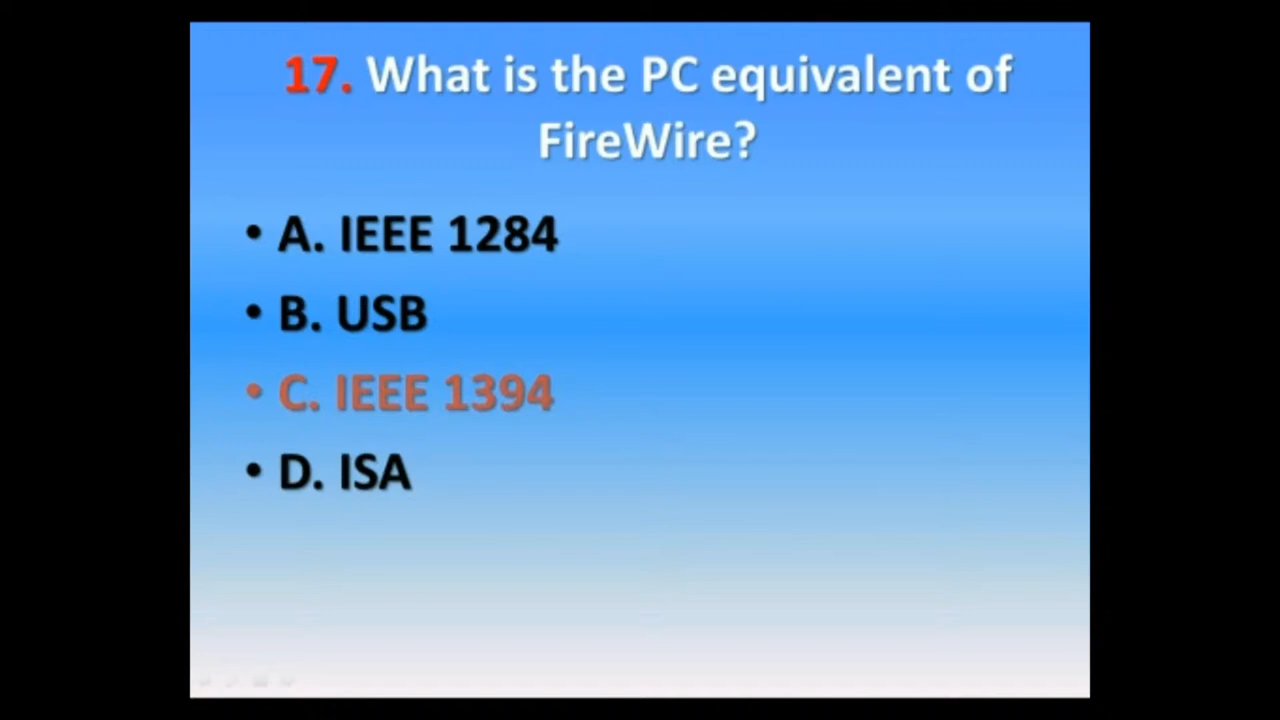 17. What is the PC equivalent of
FireWire?
• A. IEEE 1284
• B. USB
• C. IEEE 1394
• D. ISA